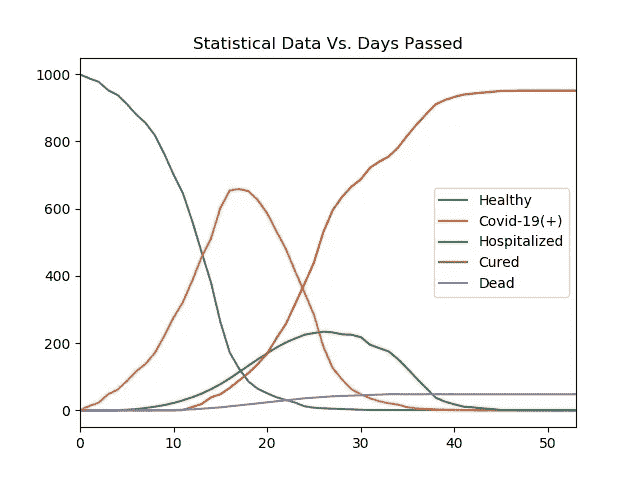 Statistical Data Vs. Days Passed
1000
800
600
400
200
0
Healthy
Covid-19(+)
Hospitalized
Cured
Dead
0 10 20 30 40 50